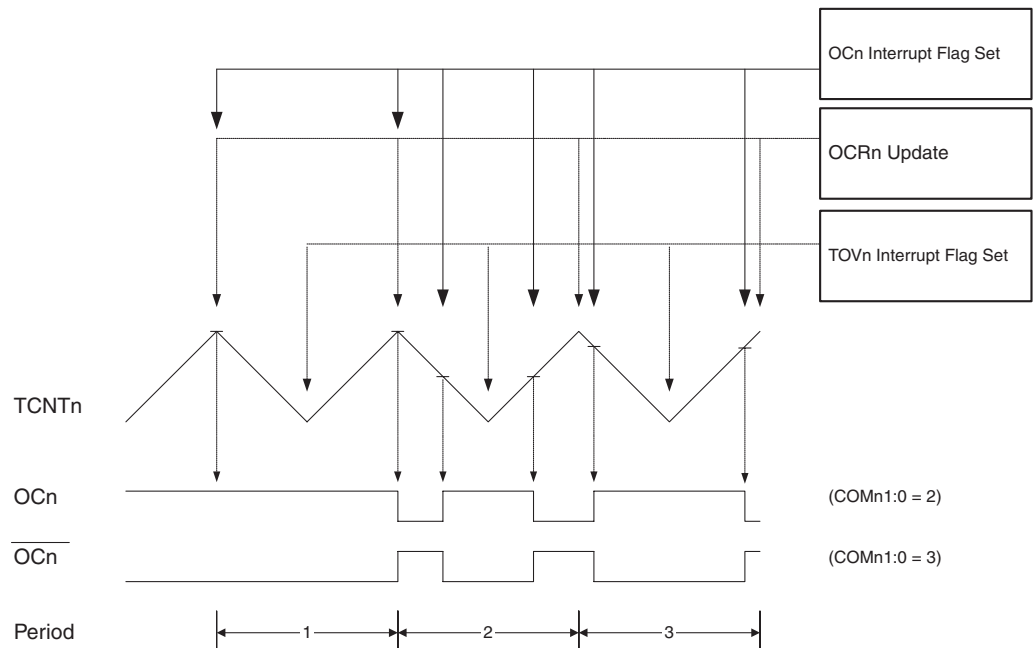 OCn Interrupt Flag Set
OCRn Update
TOVn Interrupt Flag Set
TCNTn
OCn (COMn1:0 = 2)
OCn (COMn1:0 = 3)
Period 1 2 3